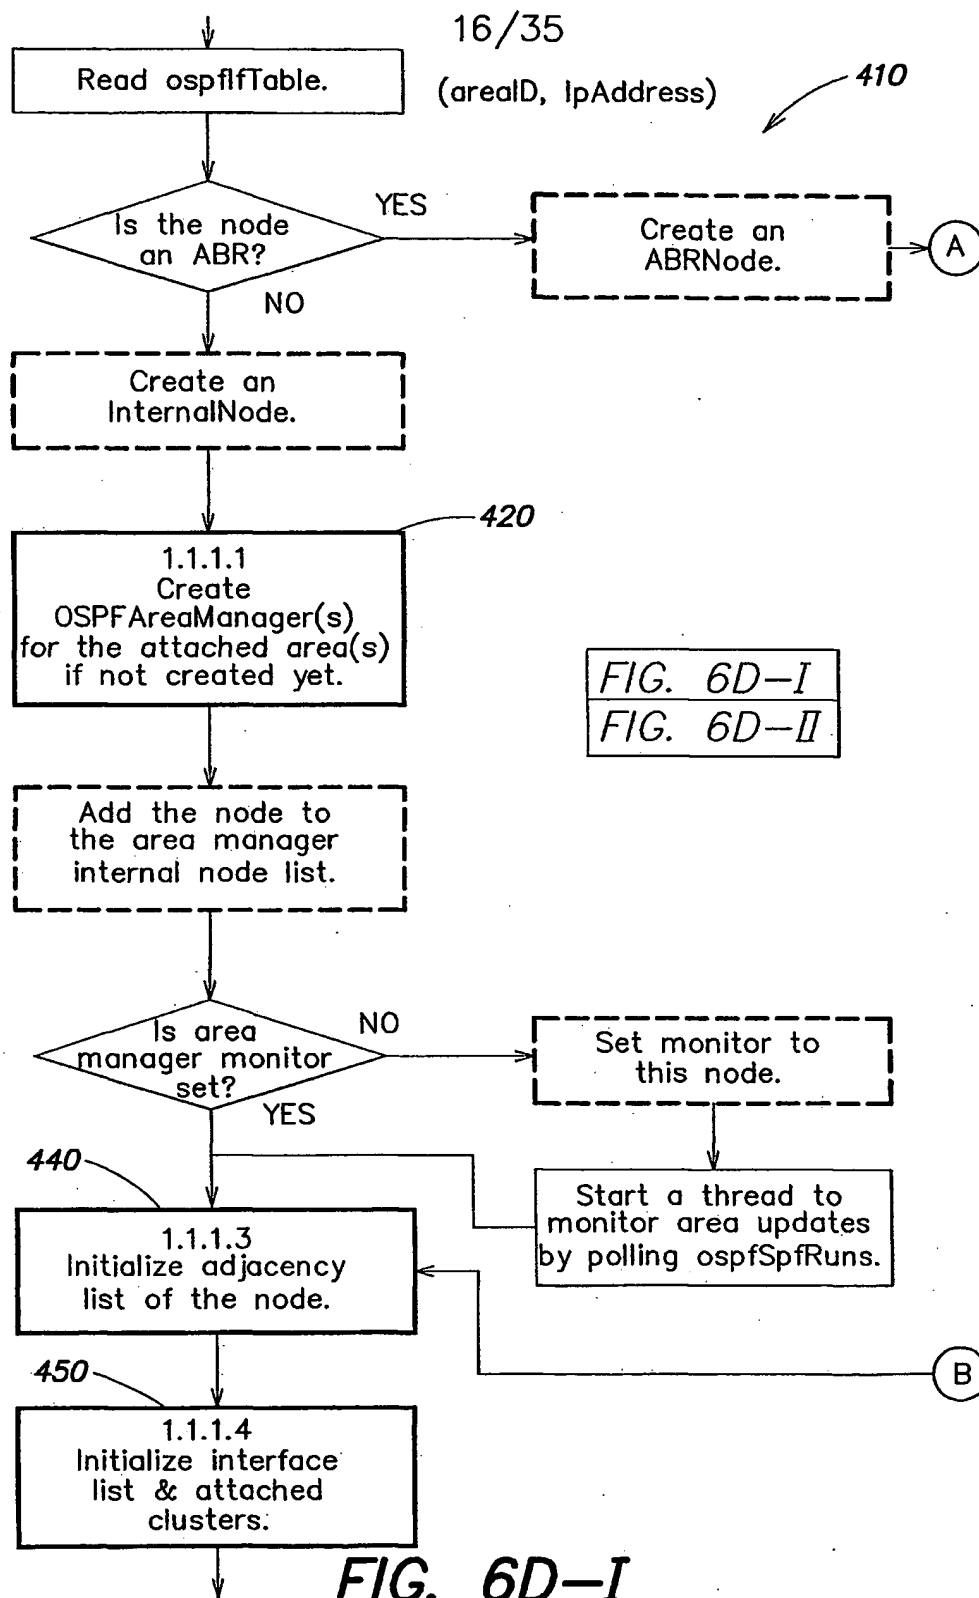 16/35
Read ospfIfTable.
(areaID, IpAddress)
410
Is the node
an ABR?
YES
NO
Create an
ABRNode.
A
Create an
InternalNode.
420
1.1.1.1
Create
OSPFAreaManager(s)
for the attached area(s)
if not created yet.
FIG. 6D-I
FIG. 6D-II
Add the node to
the area manager
internal node list.
Is area
manager monitor
set?
NO
YES
Set monitor to
this node.
Start a thread to
monitor area updates
by polling ospfSpfRuns.
440
1.1.1.3
Initialize adjacency
list of the node.
B
450
1.1.1.4
Initialize interface
list & attached
clusters.
FIG. 6D-I